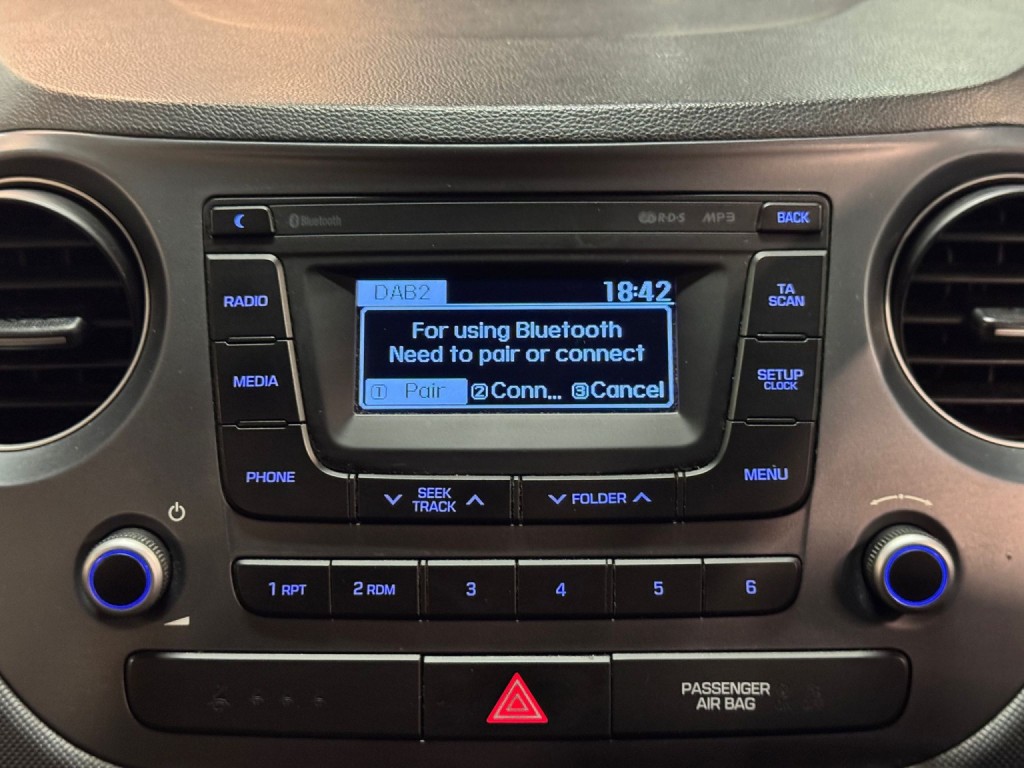 Bluetooth
R·D·S MP3
BACK
RADIO
DAB2 18:42
TA
SCAN
For using Bluetooth
Need to pair or connect
1 Pair 2 Conn... 3 Cancel
MEDIA
SETUP
CLOCK
PHONE
SEEK
TRACK
FOLDER
MENU
1 RPT 2 RDM 3 4 5 6
PASSENGER
AIR BAG